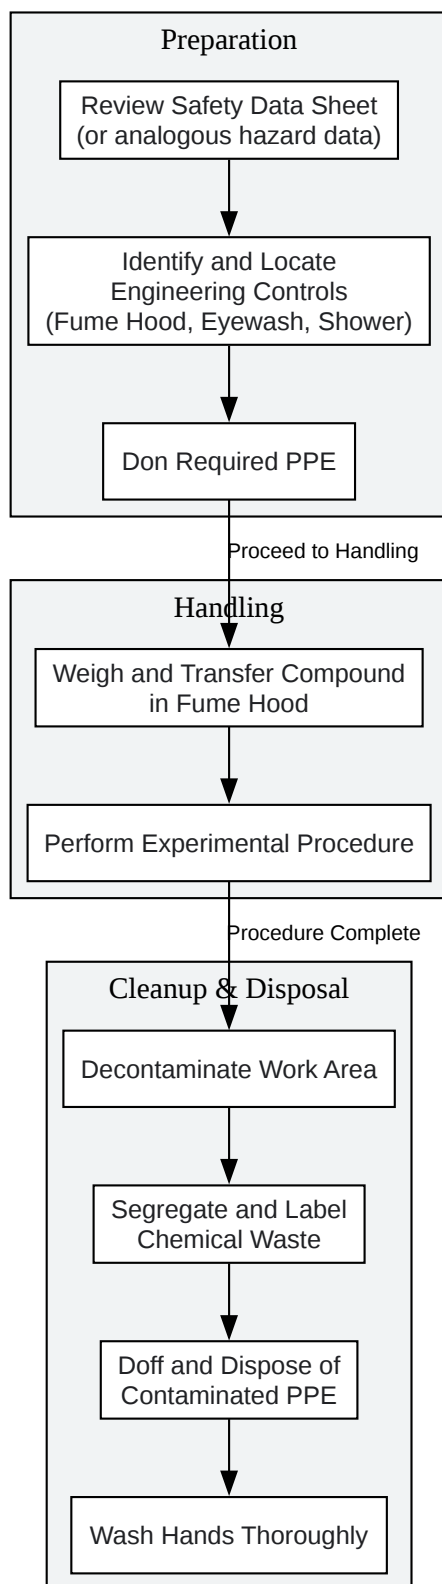 Preparation
Review Safety Data Sheet
(or analogous hazard data)
Identify and Locate
Engineering Controls
(Fume Hood, Eyewash, Shower)
Don Required PPE
Proceed to Handling
Handling
Weigh and Transfer Compound
in Fume Hood
Perform Experimental Procedure
Procedure Complete
Cleanup & Disposal
Decontaminate Work Area
Segregate and Label
Chemical Waste
Doff and Dispose of
Contaminated PPE
Wash Hands Thoroughly